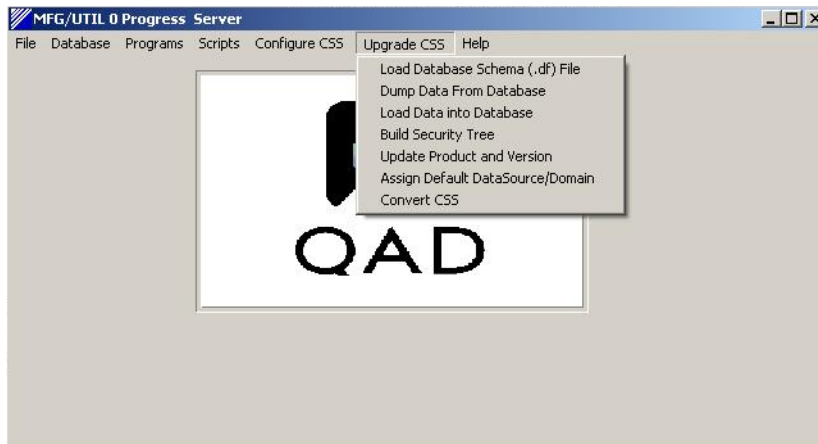 MFG/UTIL 0 Progress Server
File Database Programs Scripts Configure CSS Upgrade CSS Help
Load Database Schema (.df) File
Dump Data From Database
Load Data into Database
Build Security Tree
Update Product and Version
Assign Default DataSource/Domain
Convert CSS
QAD